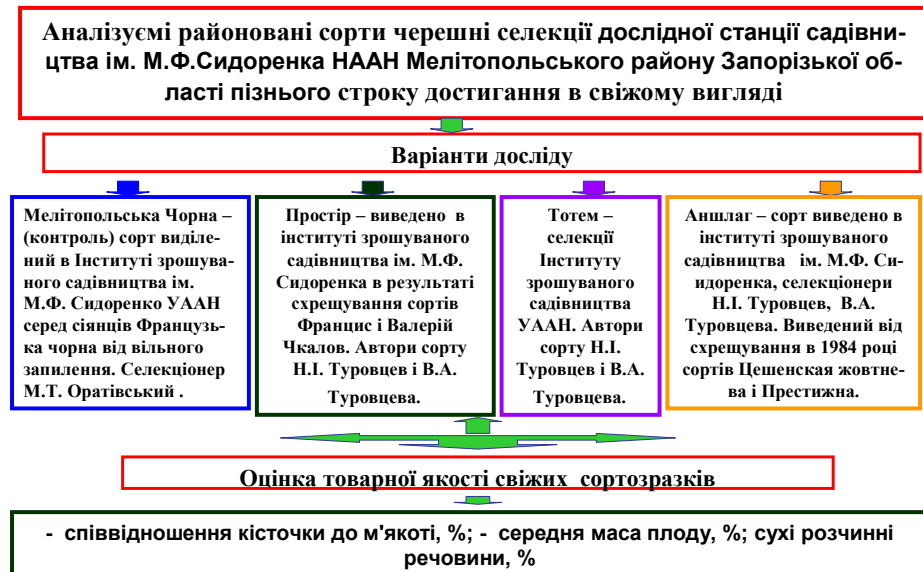 Аналізуємі районовані сорти черешні селекції дослідної станції садівни-
цтва ім. М.Ф.Сидоренка НААН Мелітопольського району Запорізької об-
ласті пізнього строку достигання в свіжому вигляді
Варіанти досліду
Мелітопольська Чорна –
(контроль) сорт виділе-
ний в Інституті зрошува-
ного садівництва ім.
М.Ф. Сидоренко УААН
серед сіянців Французь-
ка чорна від вільного
запилення. Селекціонер
М.Т. Оратівський .
Простір – виведено в
інституті зрошуваного
садівництва ім. М.Ф.
Сидоренка в результаті
схрещування сортів
Францис і Валерій
Чкалов. Автори сорту
Н.І. Туровцев і В.А.
Туровцева.
Тотем –
селекції
Інституту
зрошуваного
садівництва
УААН. Автори
сорту Н.І.
Туровцев і В.А.
Туровцева.
Аншлаг – сорт виведено в
інституті зрошуваного
садівництва ім. М.Ф. Си-
идоренка, селекціонери
Н.І. Туровцев, В.А.
Туровцева. Виведений від
схрещування в 1984 році
сортів Цешенская жовтне-
ва і Престижна.
Оцінка товарної якості свіжих сортозразків
- співвідношення кісточки до м'якоті, %; - середня маса плоду, %; сухі розчинні
речовини, %